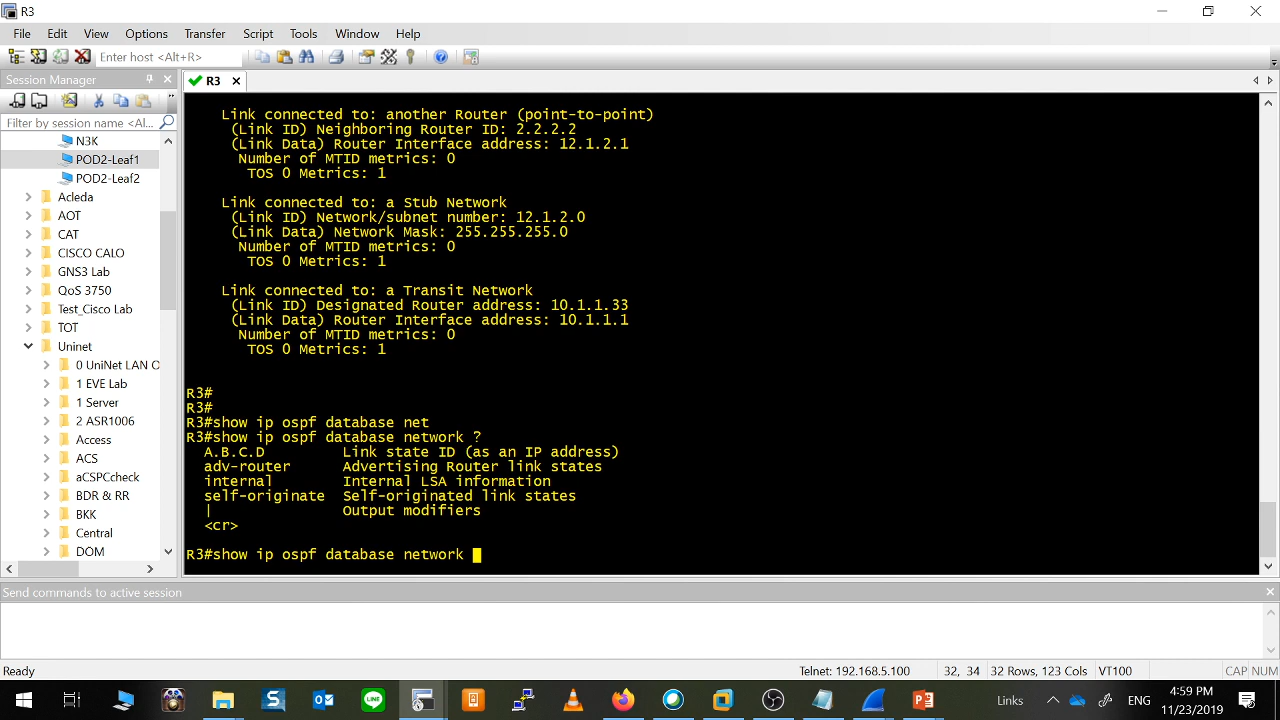 R3
File Edit View Options Transfer Script Tools Window Help
Enter host <Alt+R>
Session Manager
R3
Filter by session name <Al...
N3K
POD2-Leaf1
POD2-Leaf2
Acleda
AOT
CAT
CISCO CALO
GNS3 Lab
QoS 3750
Test_Cisco Lab
TOT
Uninet
0 UniNet LAN O
1 EVE Lab
1 Server
2 ASR1006
Access
ACS
aCSPCcheck
BDR & RR
BKK
Central
DOM
Link connected to: another Router (point-to-point)
(Link ID) Neighboring Router ID: 2.2.2.2
(Link Data) Router Interface address: 12.1.2.1
Number of MTID metrics: 0
TOS 0 Metrics: 1
Link connected to: a Stub Network
(Link ID) Network/subnet number: 12.1.2.0
(Link Data) Network Mask: 255.255.255.0
Number of MTID metrics: 0
TOS 0 Metrics: 1
Link connected to: a Transit Network
(Link ID) Designated Router address: 10.1.1.33
(Link Data) Router Interface address: 10.1.1.1
Number of MTID metrics: 0
TOS 0 Metrics: 1
R3#
R3#
R3#show ip ospf database net
R3#show ip ospf database network ?
A.B.C.D Link state ID (as an IP address)
adv-router Advertising Router link states
internal Internal LSA information
self-originate Self-originated link states
| Output modifiers
<cr>
R3#show ip ospf database network
Send commands to active session
Ready Telnet: 192.168.5.100 32, 34 32 Rows, 123 Cols VT100 CAP NUM
Links ENG 4:59 PM
11/23/2019